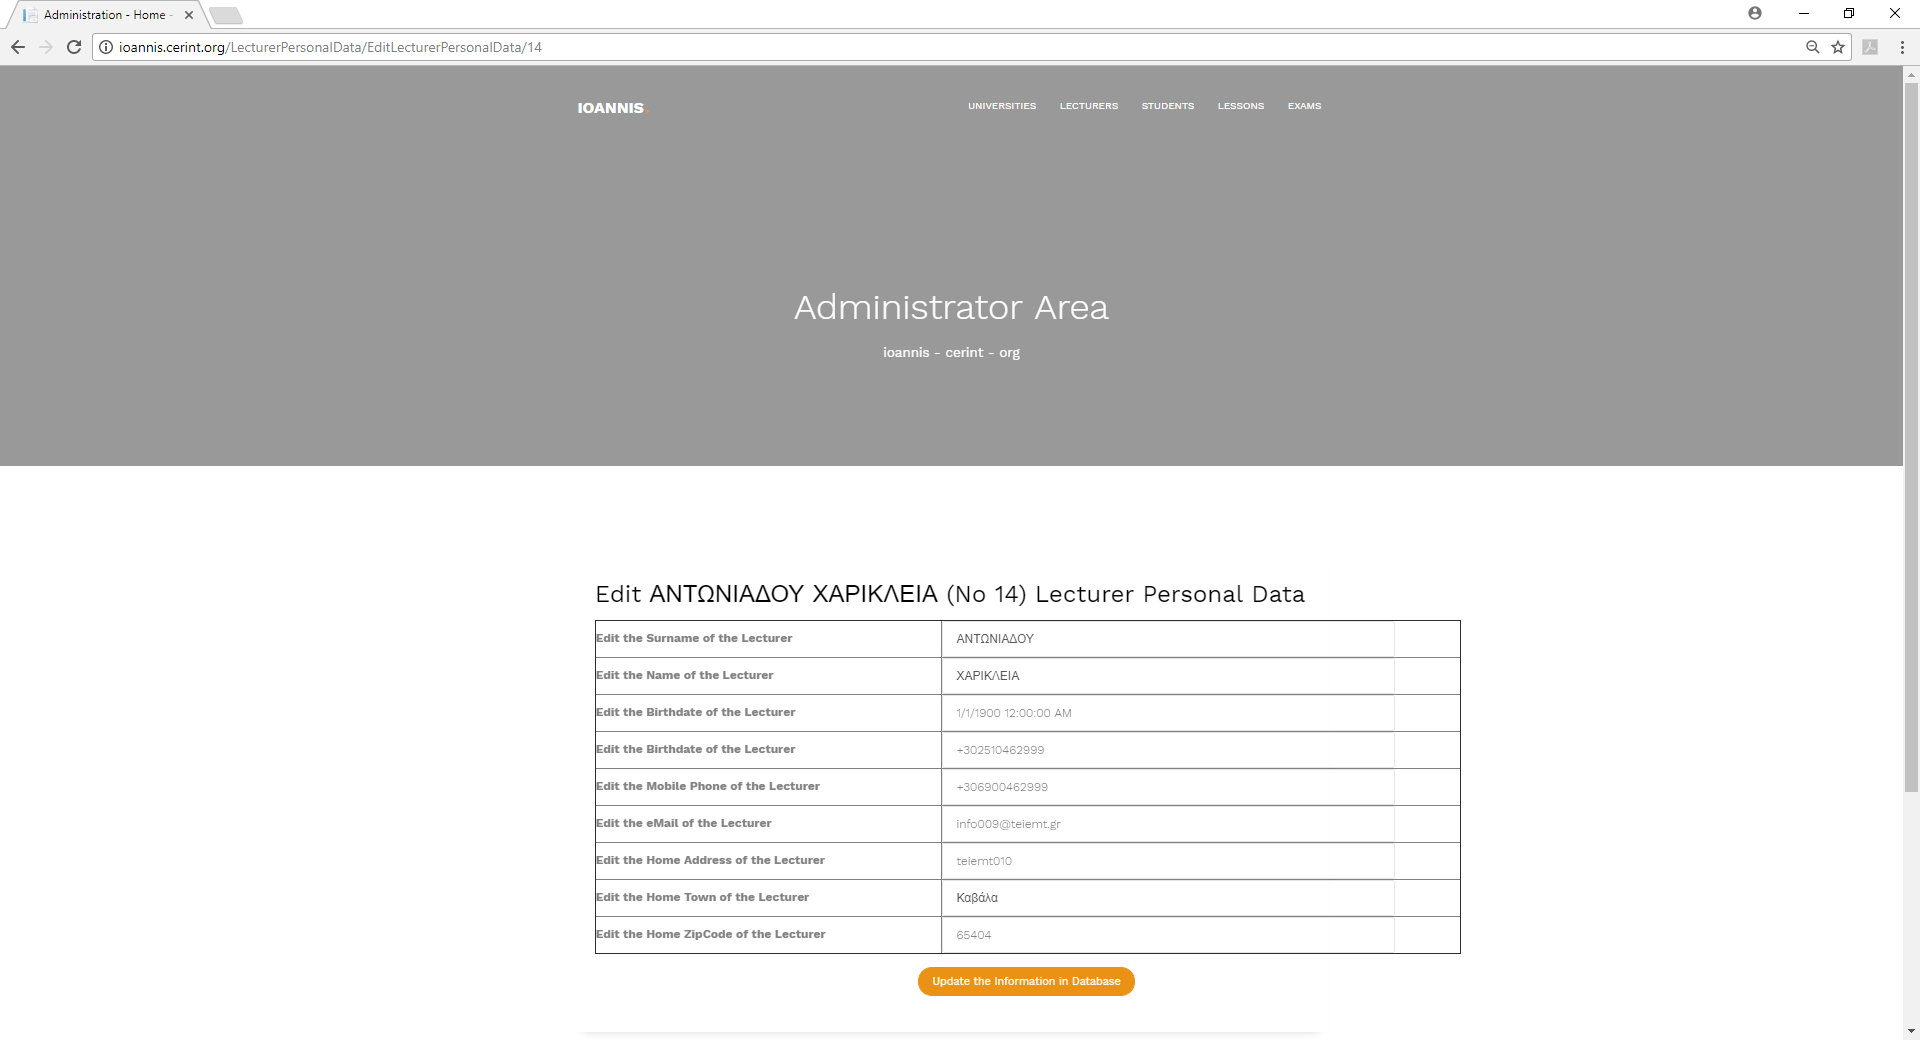 Administration - Home -
ioannis.cerint.org/LecturerPersonalData/EditLecturerPersonalData/14
IOANNIS.
UNIVERSITIES LECTURERS STUDENTS LESSONS EXAMS
Administrator Area
ioannis - cerint - org
Edit ΑΝΤΩΝΙΑΔΟΥ ΧΑΡΙΚΛΕΙΑ (No 14) Lecturer Personal Data
Edit the Surname of the Lecturer ΑΝΤΩΝΙΑΔΟΥ
Edit the Name of the Lecturer ΧΑΡΙΚΛΕΙΑ
Edit the Birthdate of the Lecturer 1/1/1900 12:00:00 AM
Edit the Birthdate of the Lecturer +302510462999
Edit the Mobile Phone of the Lecturer +306900462999
Edit the eMail of the Lecturer info009@teiemt.gr
Edit the Home Address of the Lecturer teiemt010
Edit the Home Town of the Lecturer Καβάλα
Edit the Home ZipCode of the Lecturer 65404
Update the Information in Database